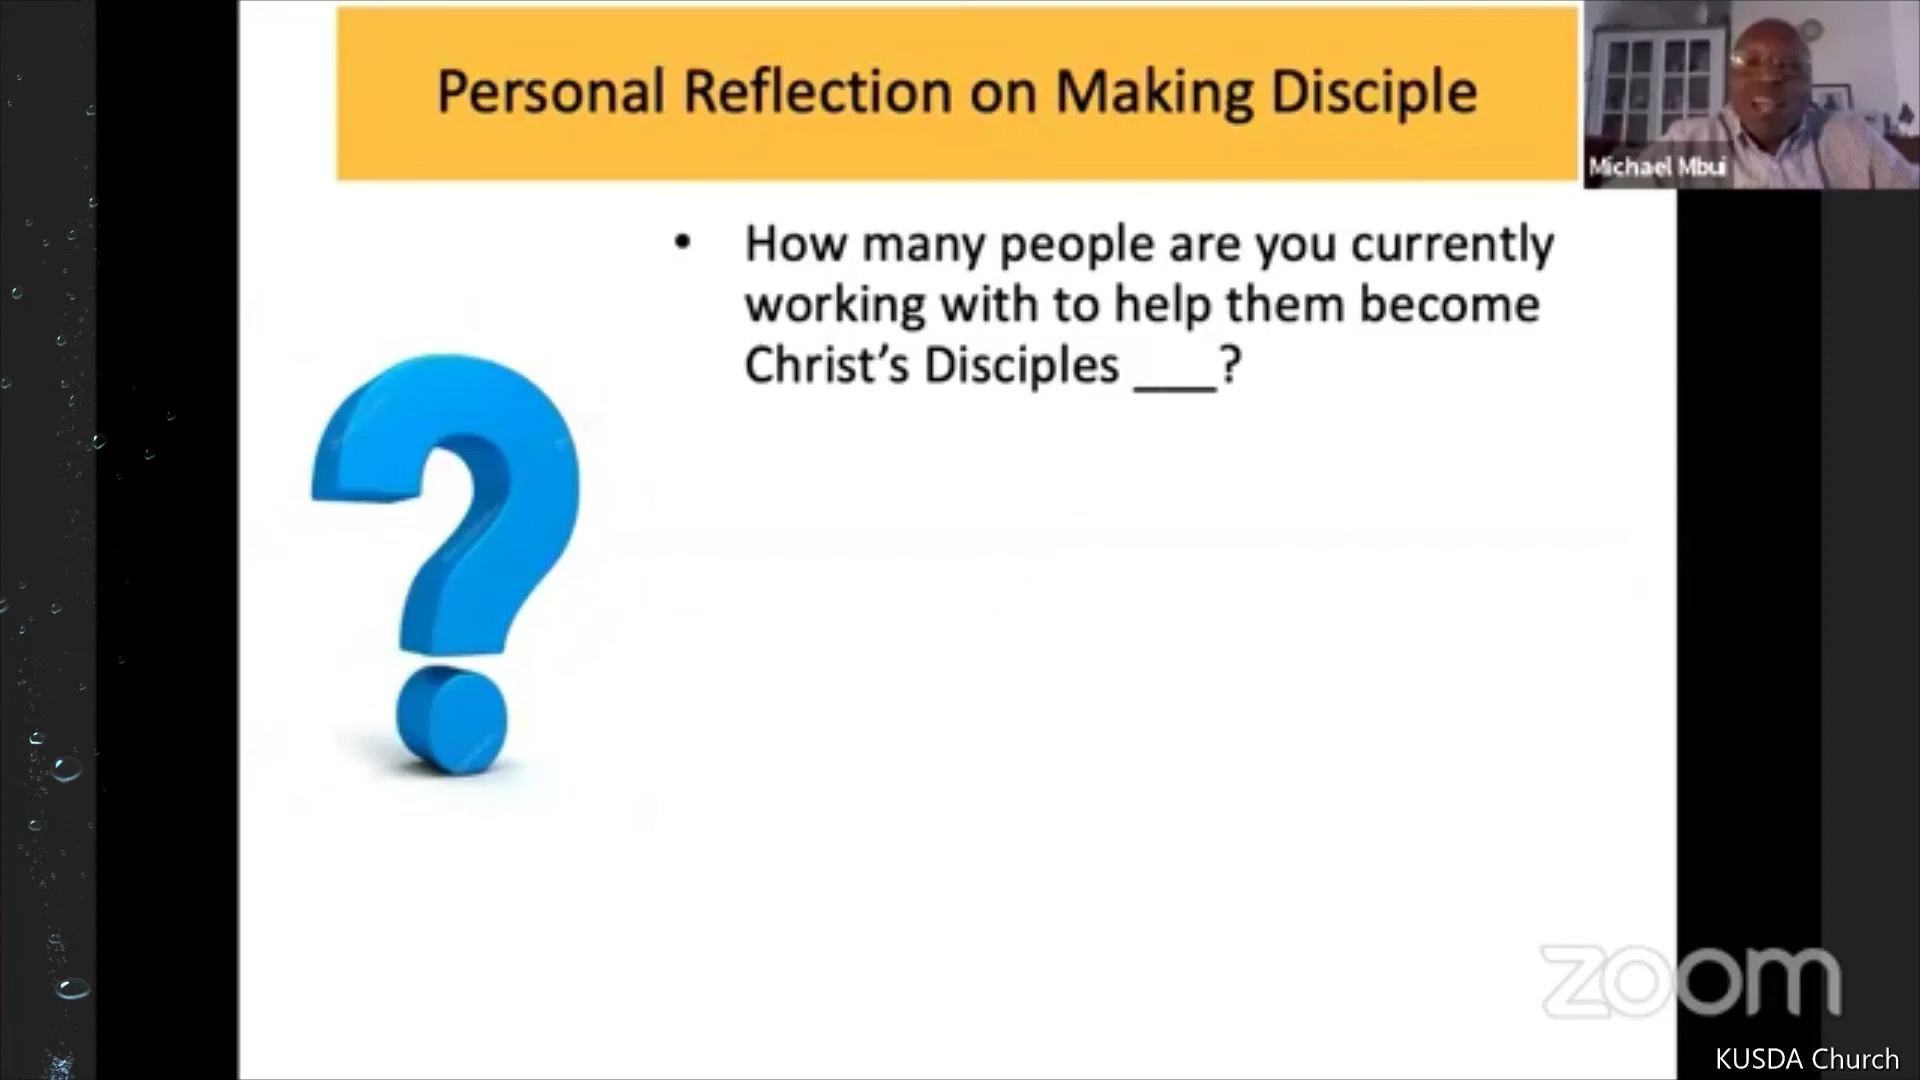 Personal Reflection on Making Disciple
Michael Mbui
• How many people are you currently
working with to help them become
Christ's Disciples ___?
zoom
KUSDA Church